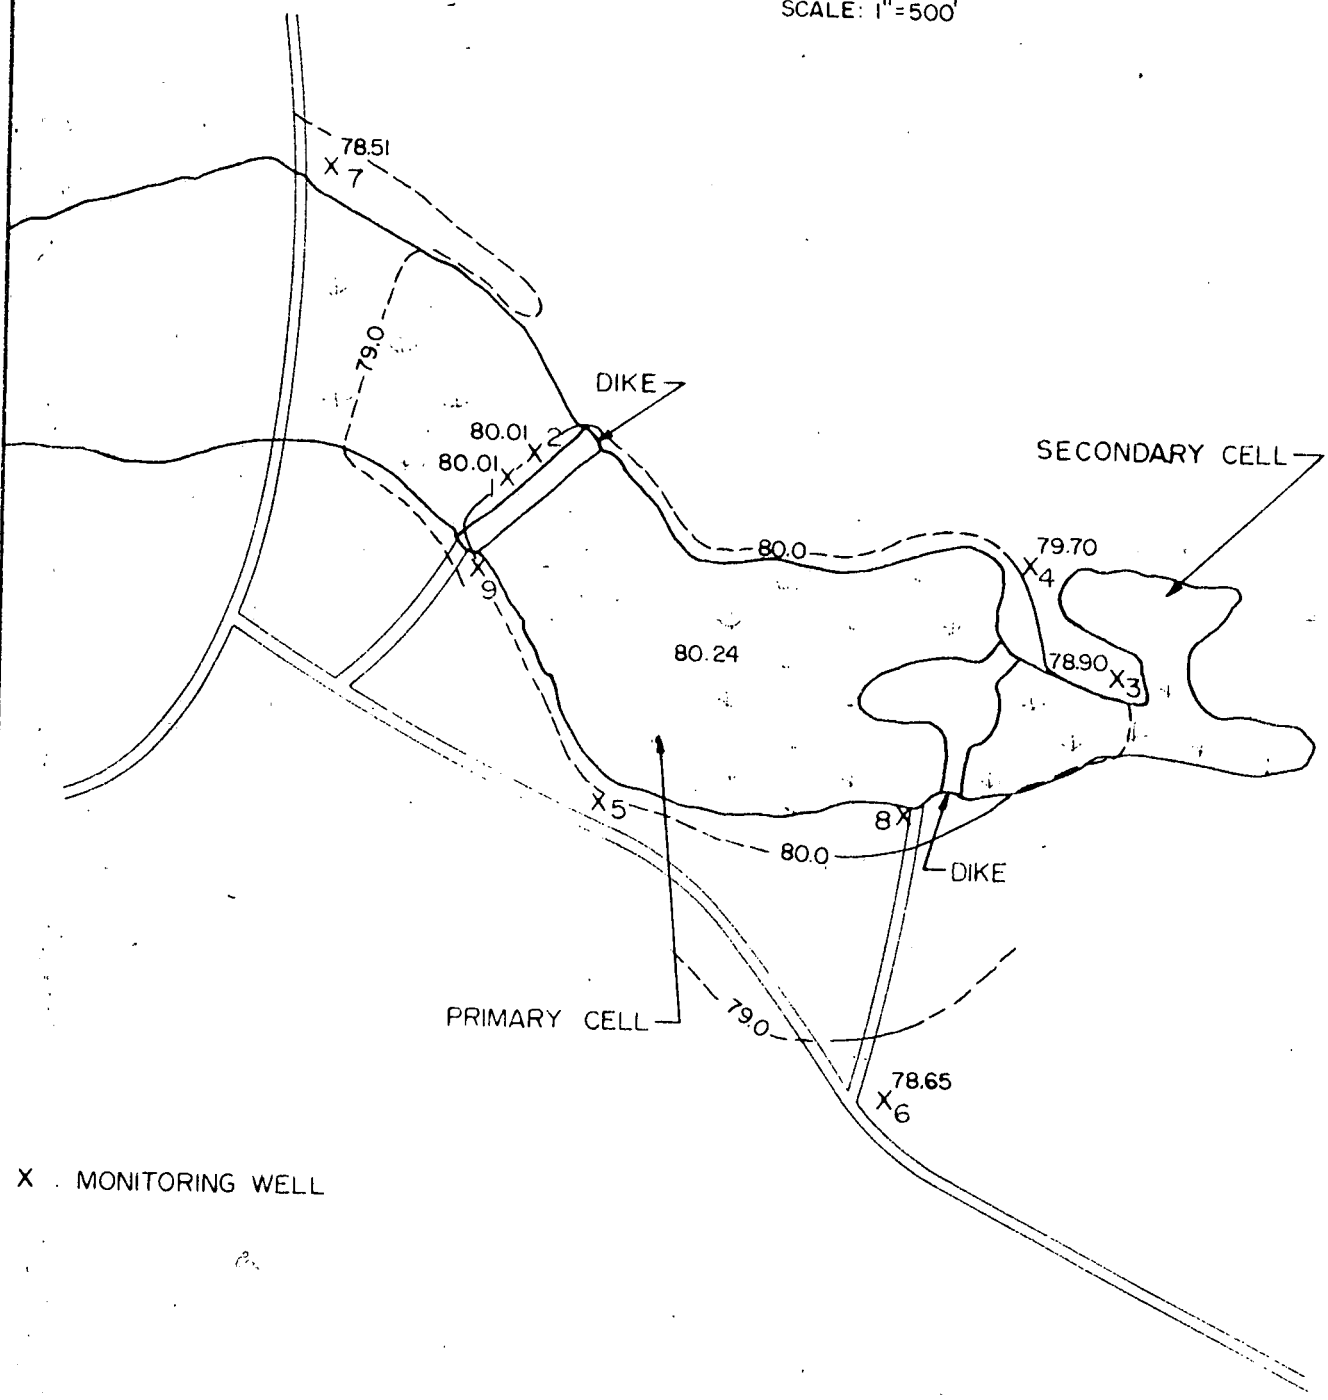 SCALE: 1"=500'
78.51
X 7
79.0
DIKE
80.01 X 2
80.01 X
1
SECONDARY CELL
80.0
79.70
X 4
X 9
80.24
78.90 X 3
X 5
8 X
80.0
DIKE
PRIMARY CELL
79.0
78.65
X 6
X . MONITORING WELL